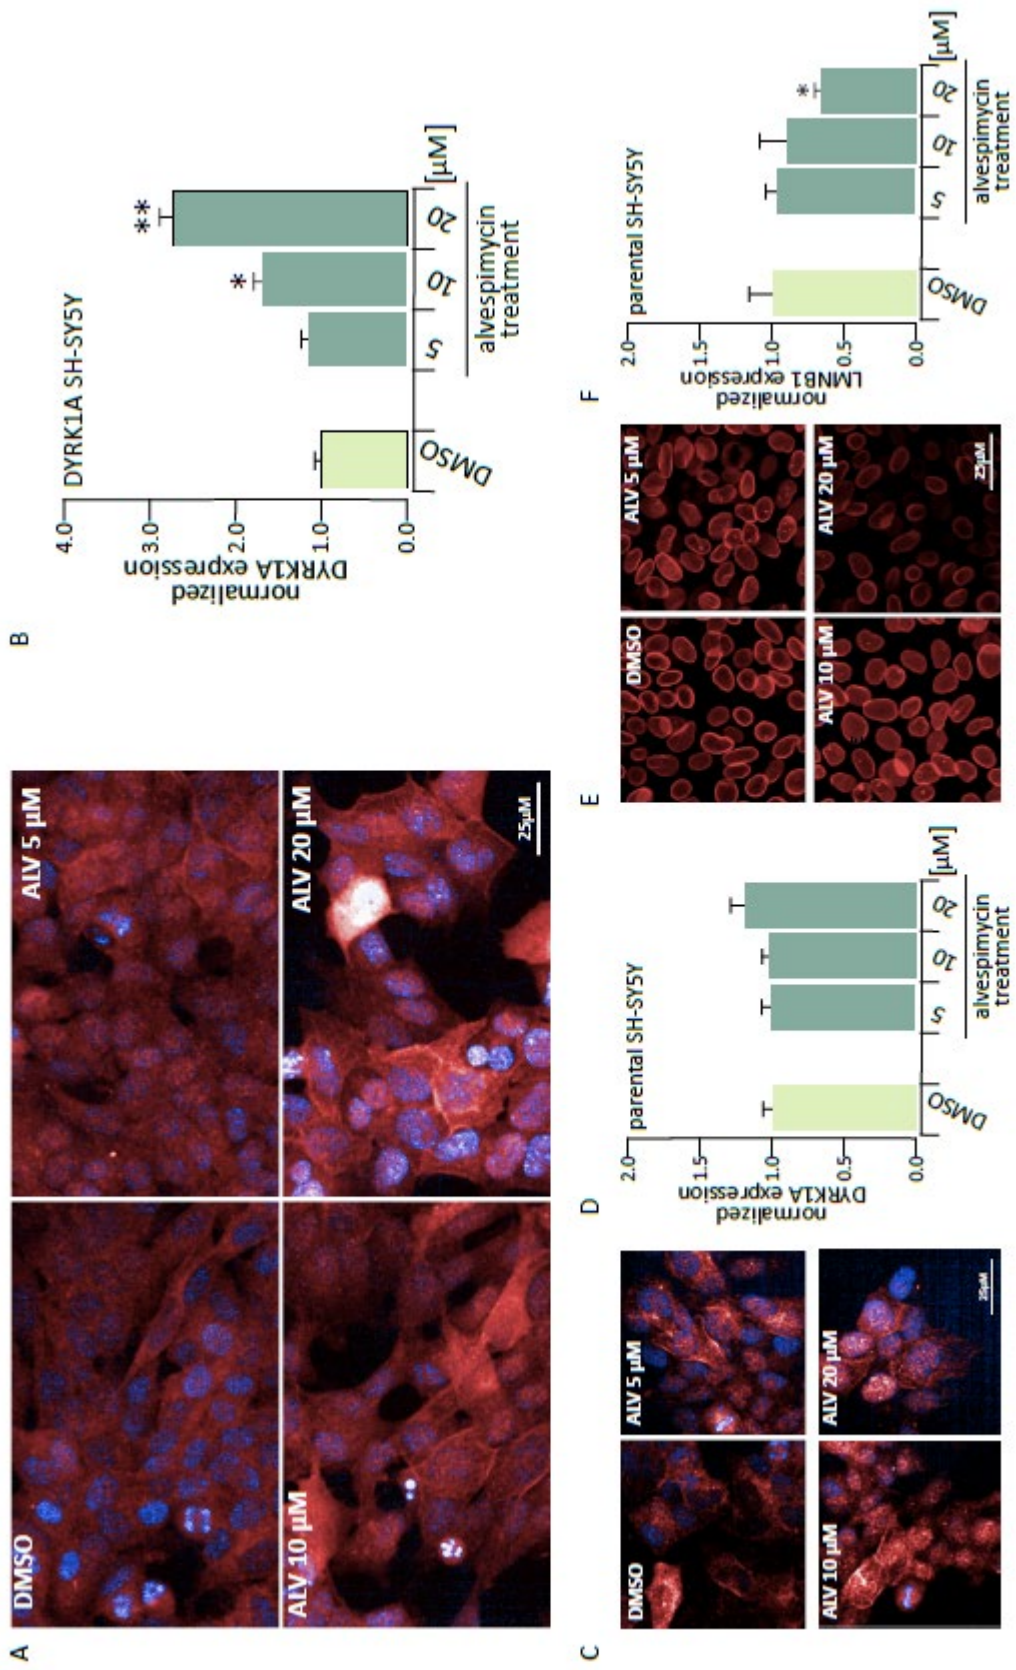 A
DMSO
ALV 5 µM
ALV 10 µM
ALV 20 µM
25µM
B
DYRK1A SH-SY5Y
normalized
DYRK1A expression
4.0
3.0
2.0
1.0
0.0
**
*
DMSO
5
10
20
[µM]
alvespimycin
treatment
C
DMSO
ALV 5 µM
ALV 10 µM
ALV 20 µM
25µM
D
parental SH-SY5Y
normalized
DYRK1A expression
2.0
1.5
1.0
0.5
0.0
DMSO
5
10
20
[µM]
alvespimycin
treatment
E
DMSO
ALV 5 µM
ALV 10 µM
ALV 20 µM
25µM
F
parental SH-SY5Y
normalized
LMNB1 expression
2.0
1.5
1.0
0.5
0.0
*
DMSO
5
10
20
[µM]
alvespimycin
treatment